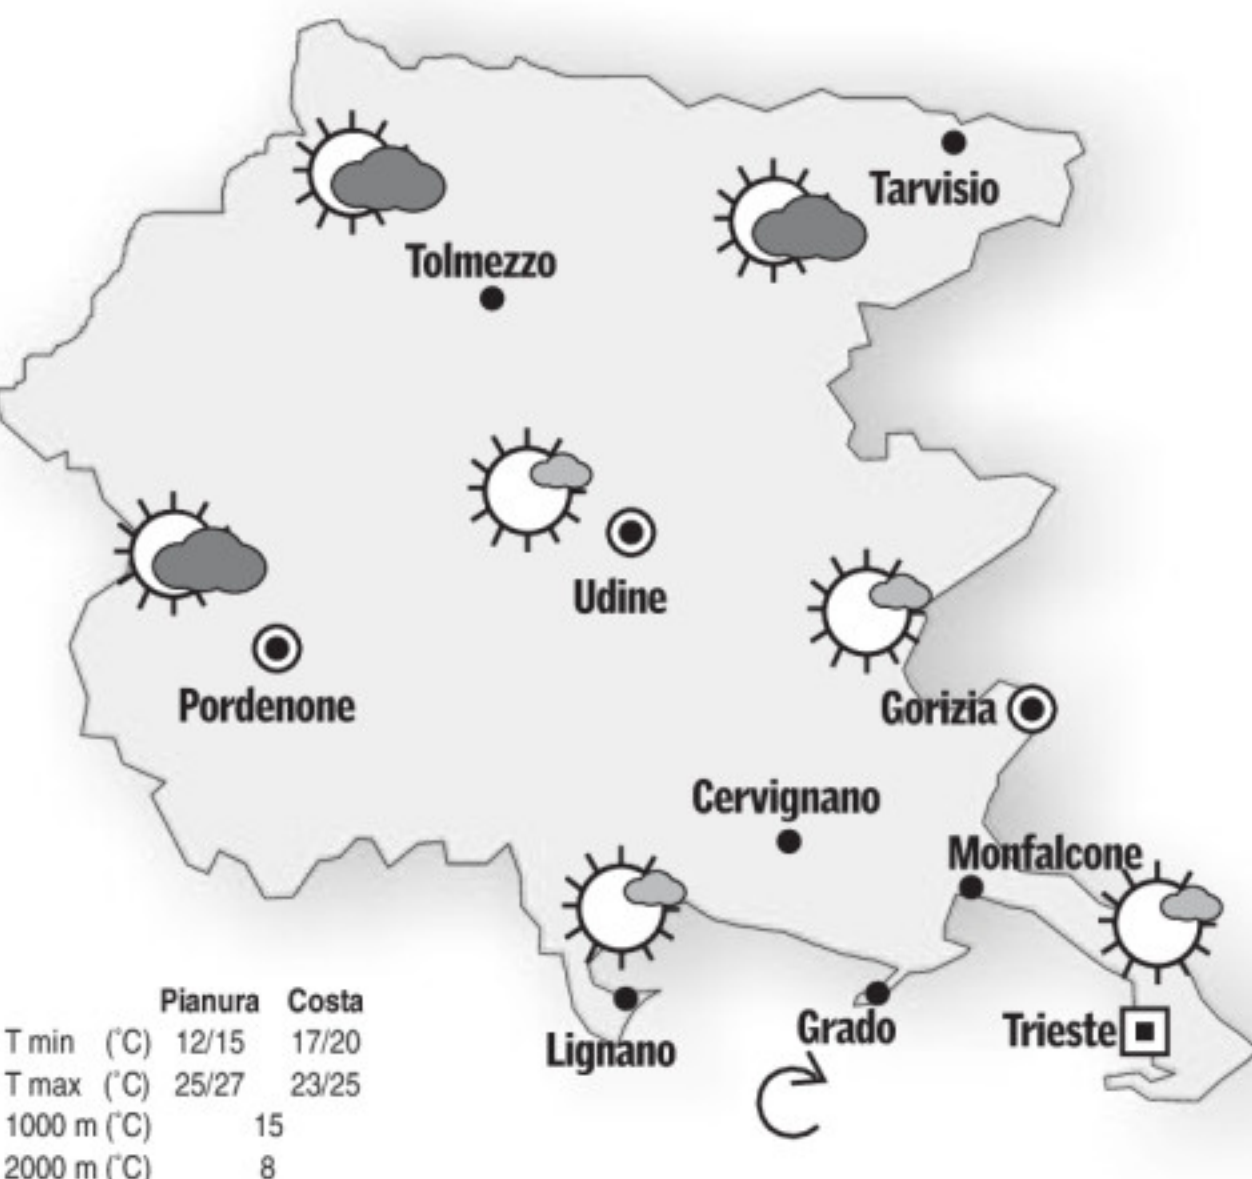 Tarvisio
Tolmezzo
Udine
Pordenone
Gorizia
Cervignano
Monfalcone
Grado
Trieste
Lignano
Pianura Costa
T min (°C) 12/15 17/20
T max (°C) 25/27 23/25
1000 m (°C) 15
2000 m (°C) 8